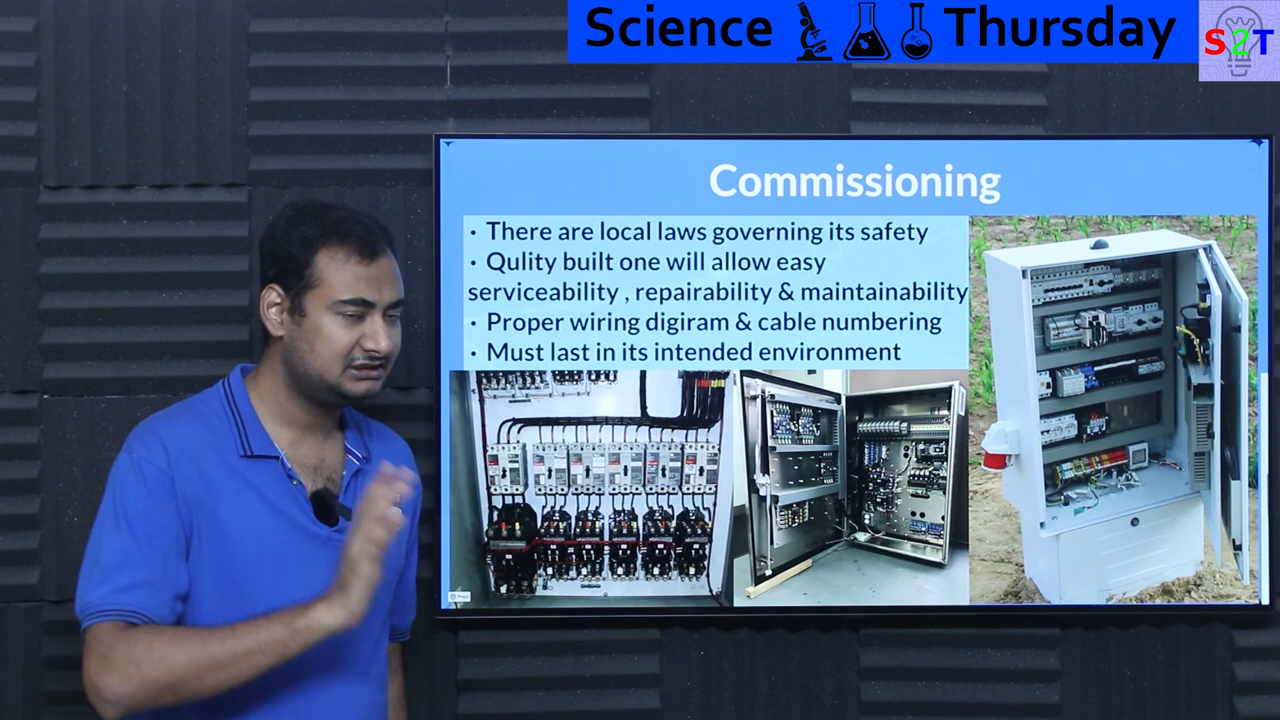 Science Thursday
S2T
Commissioning
· There are local laws governing its safety
· Qulity built one will allow easy
serviceability , repairability & maintainability
· Proper wiring digiram & cable numbering
· Must last in its intended environment